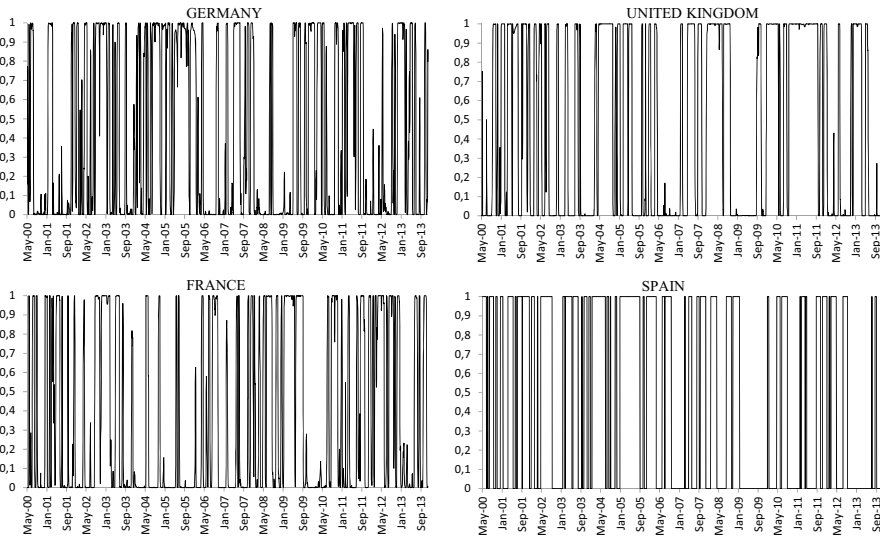 GERMANY
1
0,9
0,8
0,7
0,6
0,5
0,4
0,3
0,2
0,1
0
May-00
Jan-01
Sep-01
May-02
Jan-03
Sep-03
May-04
Jan-05
Sep-05
May-06
Jan-07
Sep-07
May-08
Jan-09
Sep-09
May-10
Jan-11
Sep-11
May-12
Jan-13
Sep-13
UNITED KINGDOM
1
0,9
0,8
0,7
0,6
0,5
0,4
0,3
0,2
0,1
0
May-00
Jan-01
Sep-01
May-02
Jan-03
Sep-03
May-04
Jan-05
Sep-05
May-06
Jan-07
Sep-07
May-08
Jan-09
Sep-09
May-10
Jan-11
Sep-11
May-12
Jan-13
Sep-13
FRANCE
1
0,9
0,8
0,7
0,6
0,5
0,4
0,3
0,2
0,1
0
May-00
Jan-01
Sep-01
May-02
Jan-03
Sep-03
May-04
Jan-05
Sep-05
May-06
Jan-07
Sep-07
May-08
Jan-09
Sep-09
May-10
Jan-11
Sep-11
May-12
Jan-13
Sep-13
SPAIN
1
0,9
0,8
0,7
0,6
0,5
0,4
0,3
0,2
0,1
0
May-00
Jan-01
Sep-01
May-02
Jan-03
Sep-03
May-04
Jan-05
Sep-05
May-06
Jan-07
Sep-07
May-08
Jan-09
Sep-09
May-10
Jan-11
Sep-11
May-12
Jan-13
Sep-13